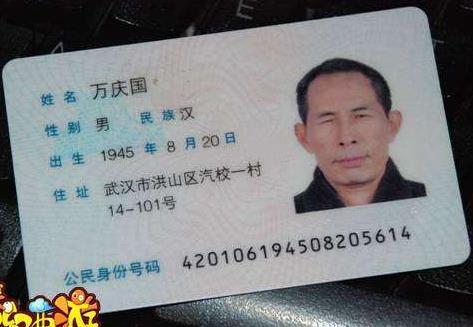 姓名 万庆国
性别 男 民族 汉
出生 1945 年 8 月 20 日
住址 武汉市洪山区汽校一村
14-101号
公民身份号码 420106194508205614